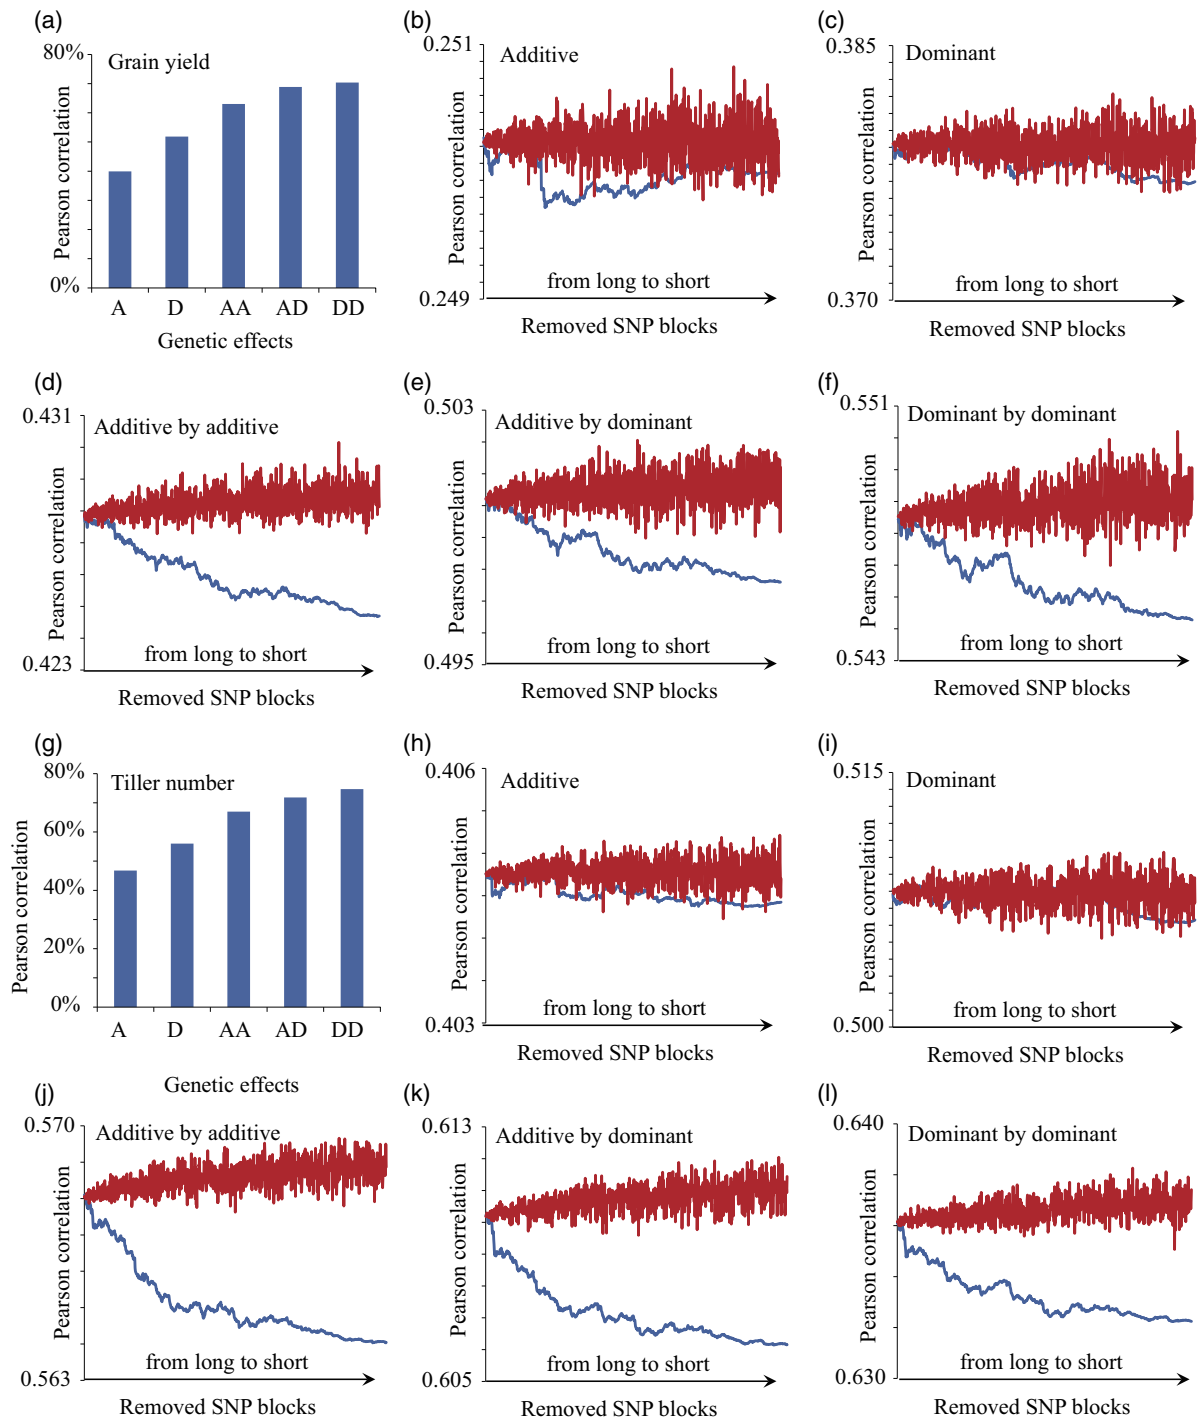 (a)
80%
Grain yield
Pearson correlation
0%
A D AA AD DD
Genetic effects
(b)
0.251
Additive
Pearson correlation
from long to short
0.249
Removed SNP blocks
(c)
0.385
Dominant
Pearson correlation
from long to short
0.370
Removed SNP blocks
(d)
0.431
Additive by additive
Pearson correlation
from long to short
0.423
Removed SNP blocks
(e)
0.503
Additive by dominant
Pearson correlation
from long to short
0.495
Removed SNP blocks
(f)
0.551
Dominant by dominant
Pearson correlation
from long to short
0.543
Removed SNP blocks
(g)
80%
Tiller number
60%
40%
20%
0%
Pearson correlation
A D AA AD DD
Genetic effects
(h)
0.406
Additive
Pearson correlation
from long to short
0.403
Removed SNP blocks
(i)
0.515
Dominant
Pearson correlation
from long to short
0.500
Removed SNP blocks
(j)
0.570
Additive by additive
Pearson correlation
from long to short
0.563
Removed SNP blocks
(k)
0.613
Additive by dominant
Pearson correlation
from long to short
0.605
Removed SNP blocks
(l)
0.640
Dominant by dominant
Pearson correlation
from long to short
0.630
Removed SNP blocks